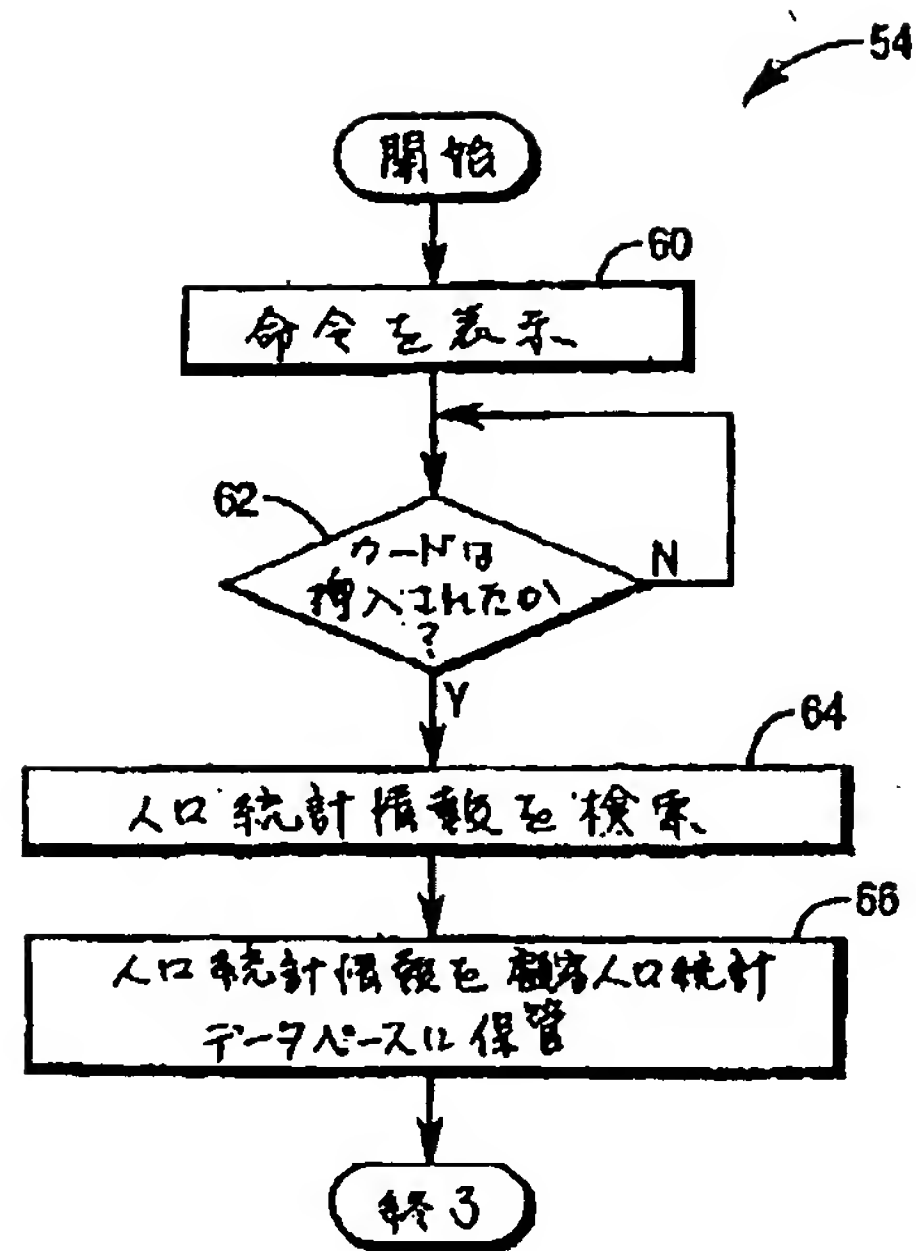 54
開始
60
命令を表示
62
カードは
挿入されたか
?
N
Y
64
人口統計情報を検索
66
人口統計情報を顧客人口統計
データベースに保管
終了